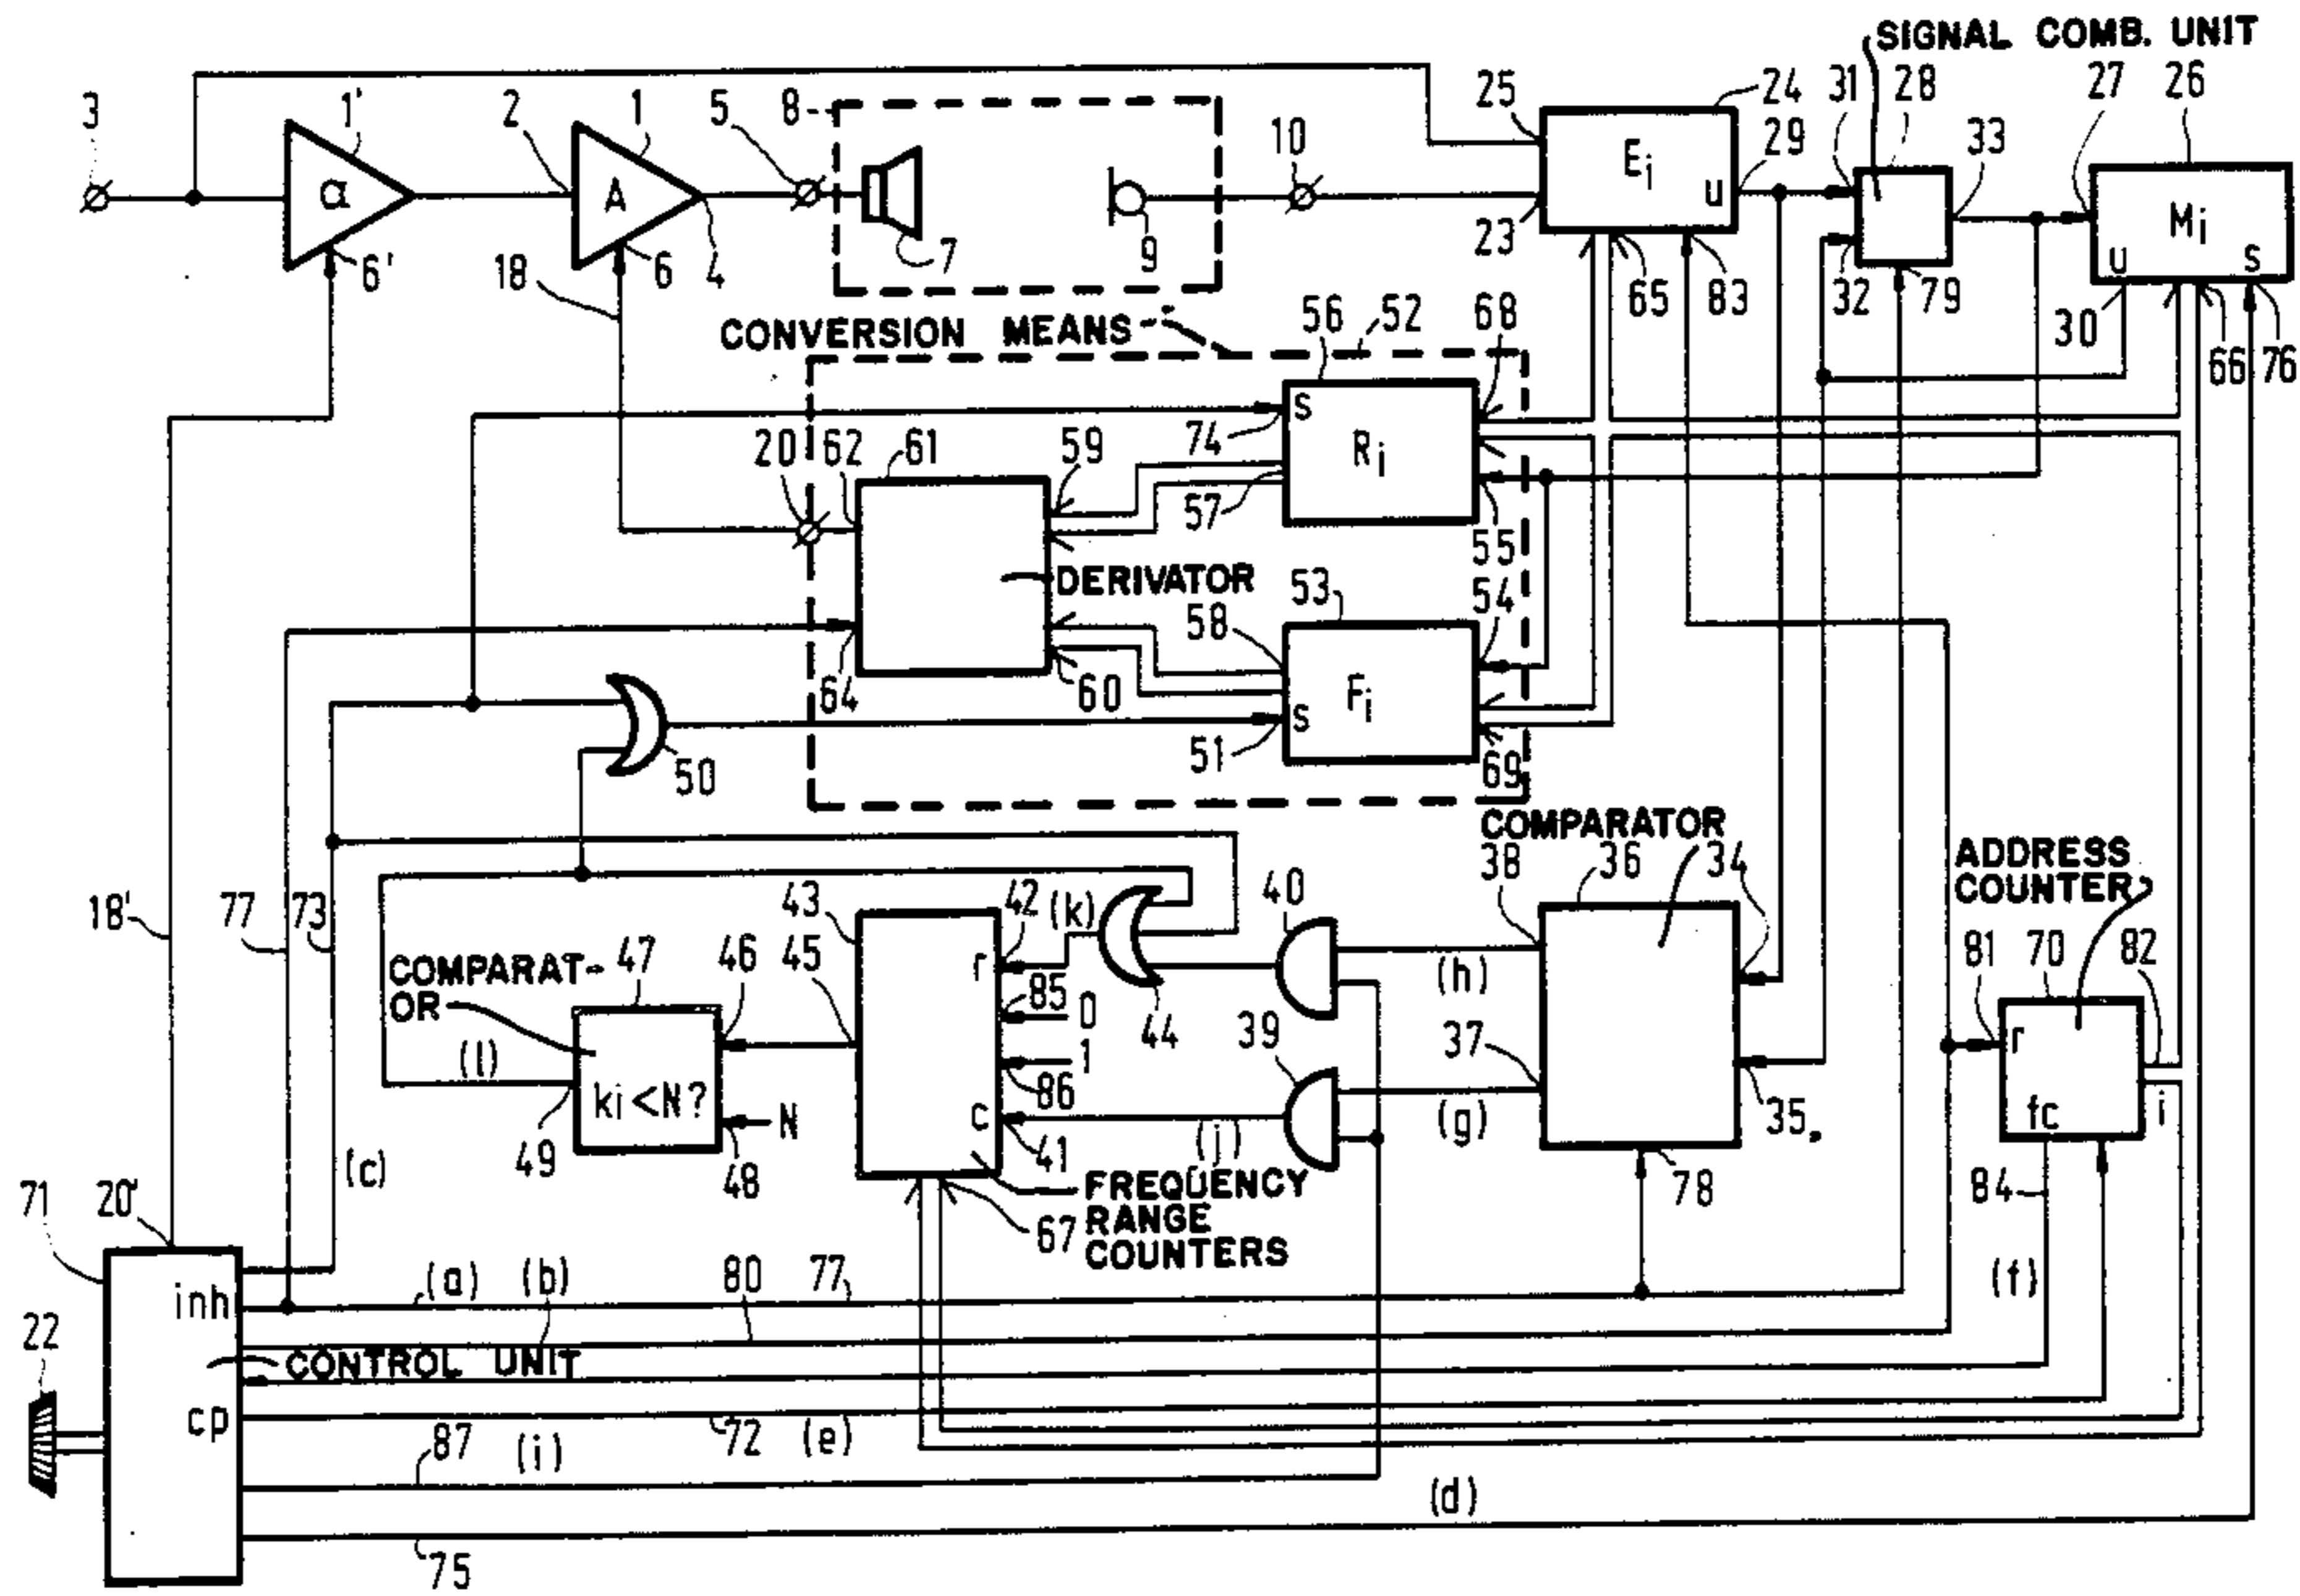 SIGNAL COMB. UNIT
3 1' 2 1 5 8 10 25 24 31 28 27 26
29 33
α A Ei u Mi
u s
6' 18 6 4 7 9 23 65 83 32 79 30 66 76
CONVERSION MEANS 56 52 68
s
20 62 61 59 74 Ri
57 55
DERIVATOR 53 54
58
64 60 Fi
s
50 51 69
COMPARATOR
38 36 34
ADDRESS
COUNTER
18' 77 73 43 42 (k) 40 81 70 82
COMPARAT-
OR
47 46 45 r (h)
85 0 44 39 37
1
(l) ki<N? 86 r
49 48 N c 41 (j) (g) 35 fc i
(c)
71 20' FREQUENCY
RANGE
COUNTERS
67 78 84
(a) (b) 80 77 (f)
inh
22 CONTROL UNIT
cp
87 (i) 72 (e)
(d)
75